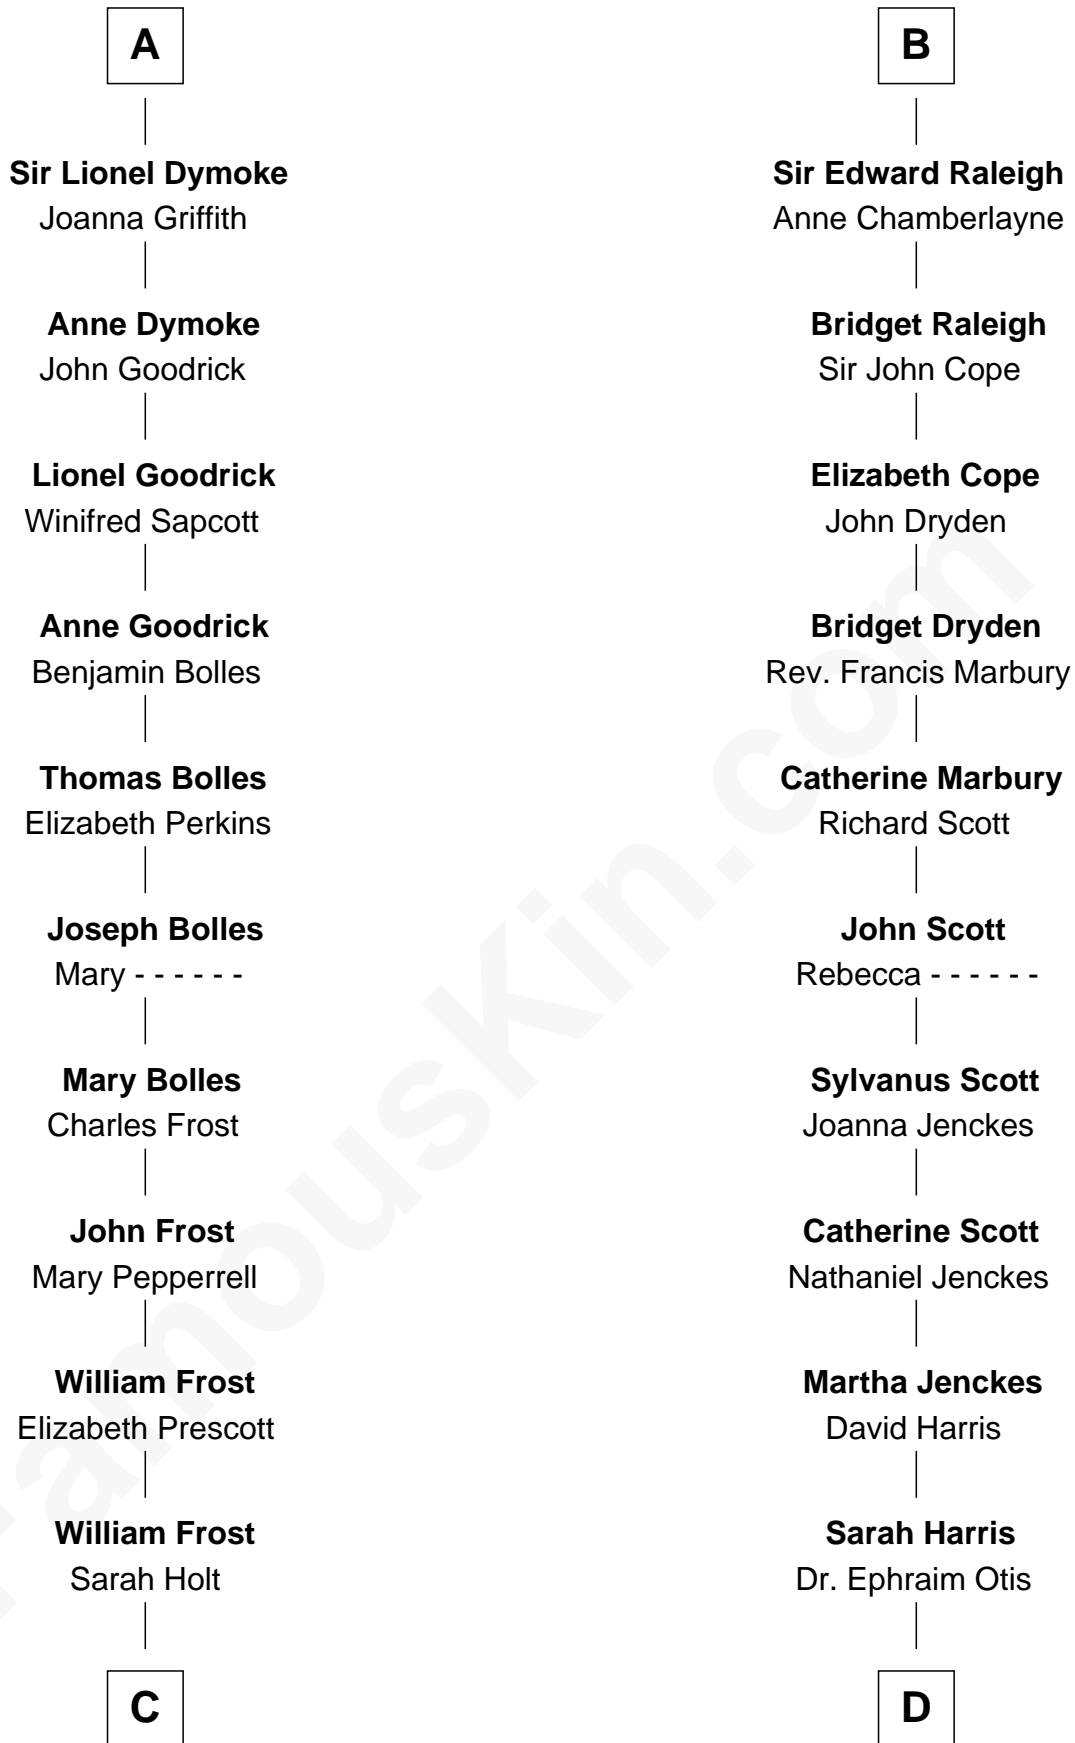 A
Sir Lionel Dymoke
Joanna Griffith
Anne Dymoke
John Goodrick
Lionel Goodrick
Winifred Sapcott
Anne Goodrick
Benjamin Bolles
Thomas Bolles
Elizabeth Perkins
Joseph Bolles
Mary - - - - - -
Mary Bolles
Charles Frost
John Frost
Mary Pepperrell
William Frost
Elizabeth Prescott
William Frost
Sarah Holt
C
B
Sir Edward Raleigh
Anne Chamberlayne
Bridget Raleigh
Sir John Cope
Elizabeth Cope
John Dryden
Bridget Dryden
Rev. Francis Marbury
Catherine Marbury
Richard Scott
John Scott
Rebecca - - - - - -
Sylvanus Scott
Joanna Jenckes
Catherine Scott
Nathaniel Jenckes
Martha Jenckes
David Harris
Sarah Harris
Dr. Ephraim Otis
D
FamousKin.com